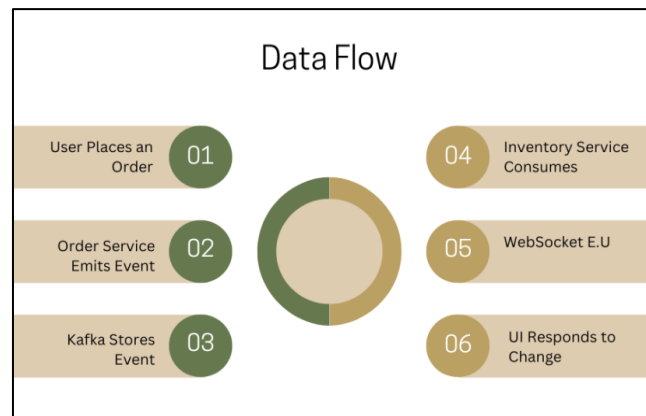 Data Flow
User Places an
Order
01
Order Service
Emits Event
02
Kafka Stores
Event
03
04
Inventory Service
Consumes
05
WebSocket E.U
06
UI Responds to
Change